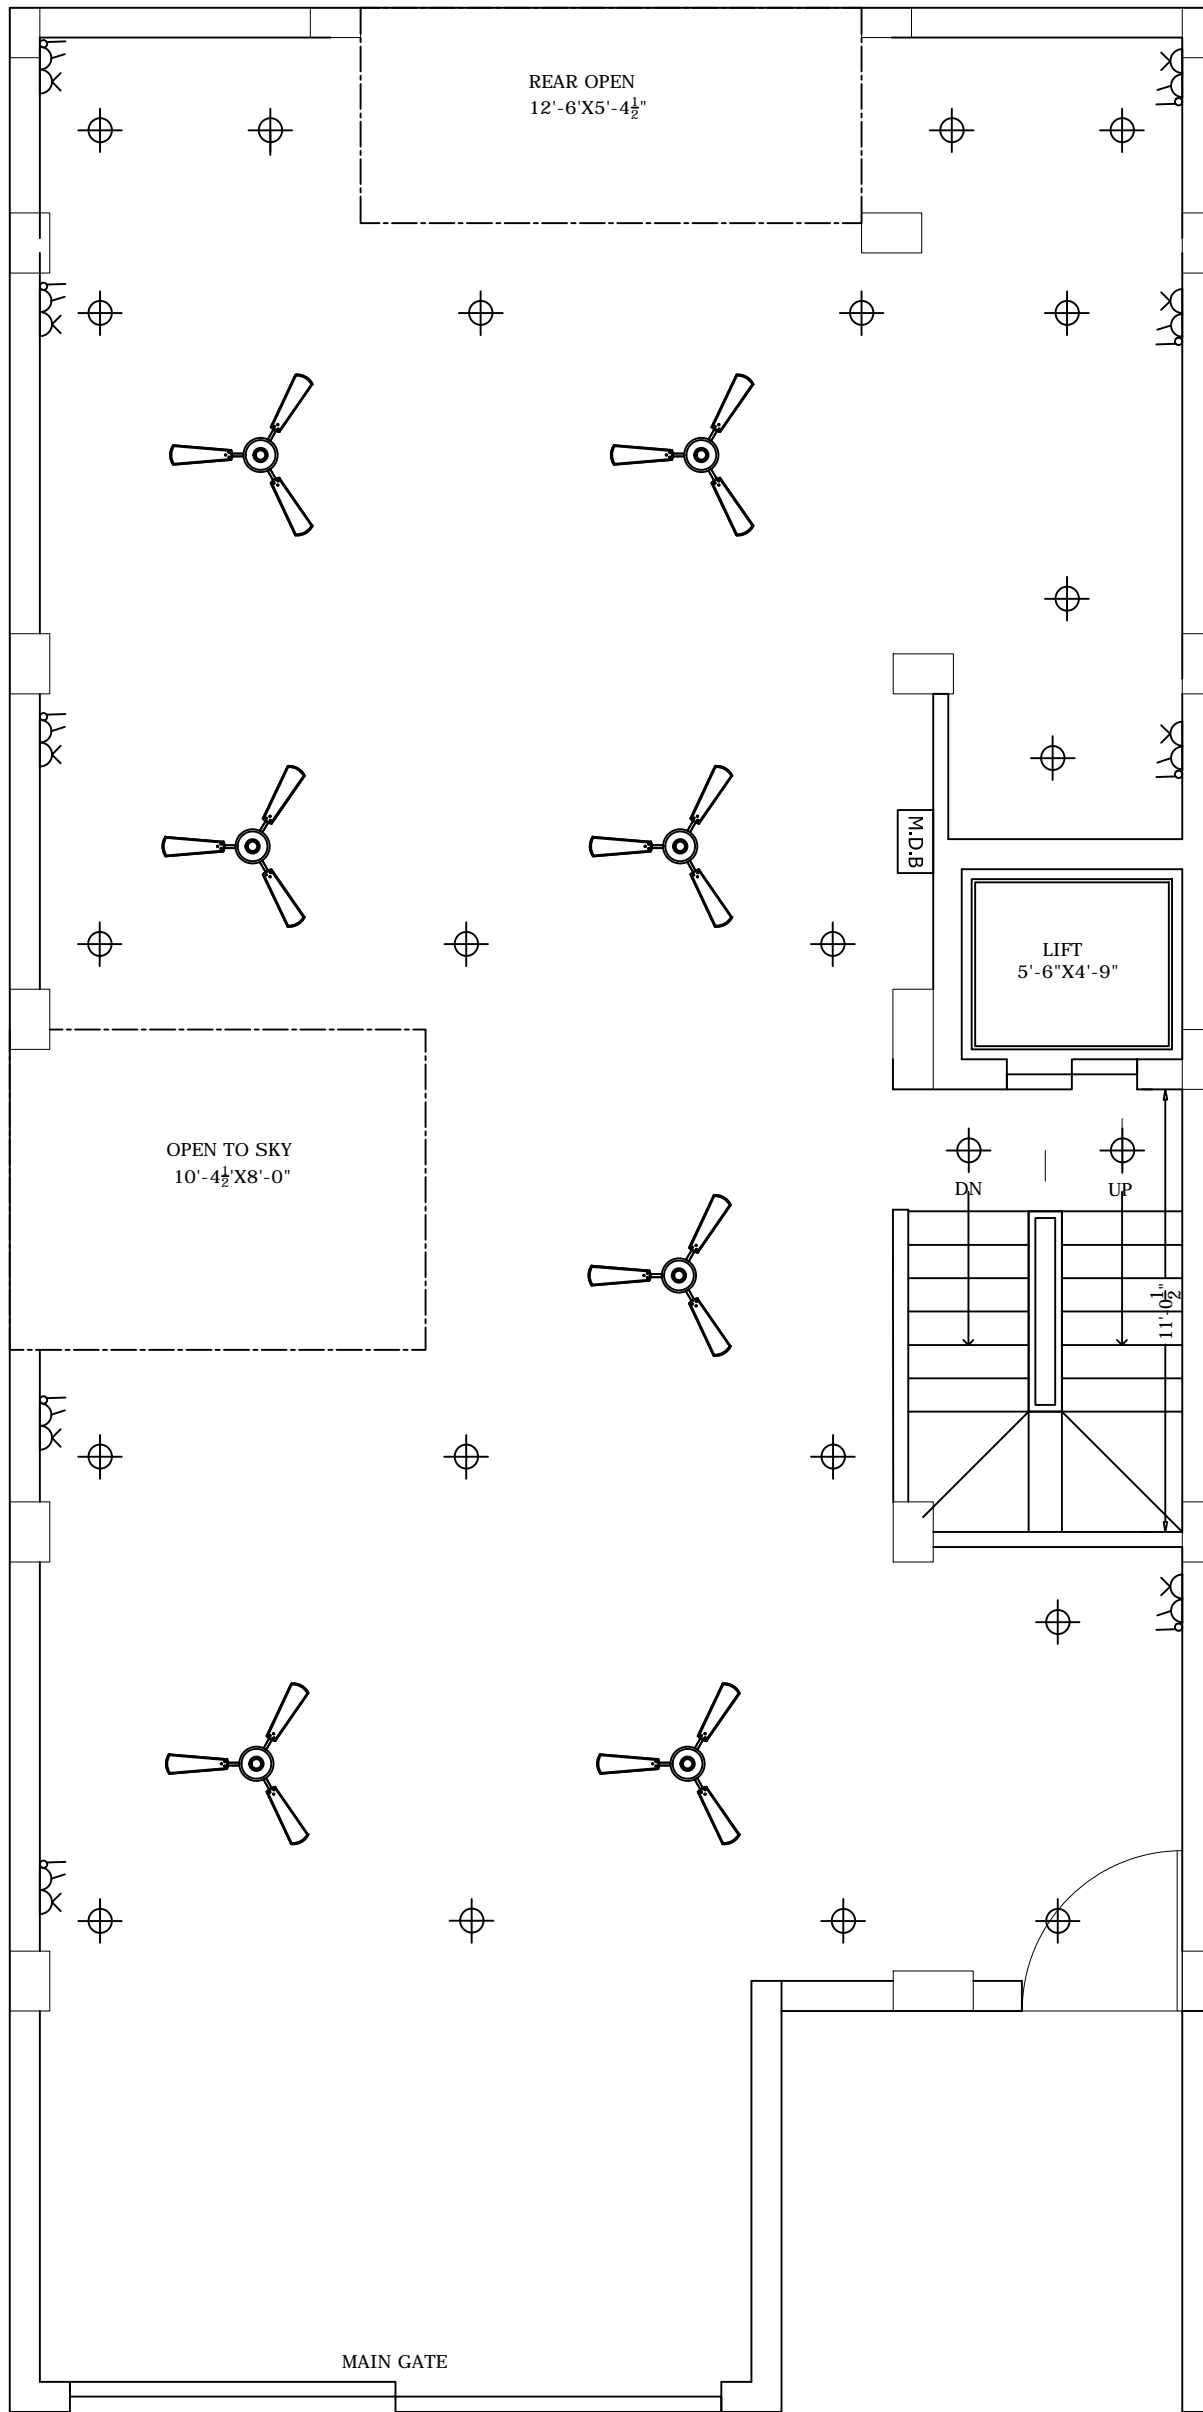 REAR OPEN
12'-6'X5'-4½"
M.D.B
LIFT
5'-6"X4'-9"
OPEN TO SKY
10'-4½'X8'-0"
DN
UP
11'-0½"
MAIN GATE